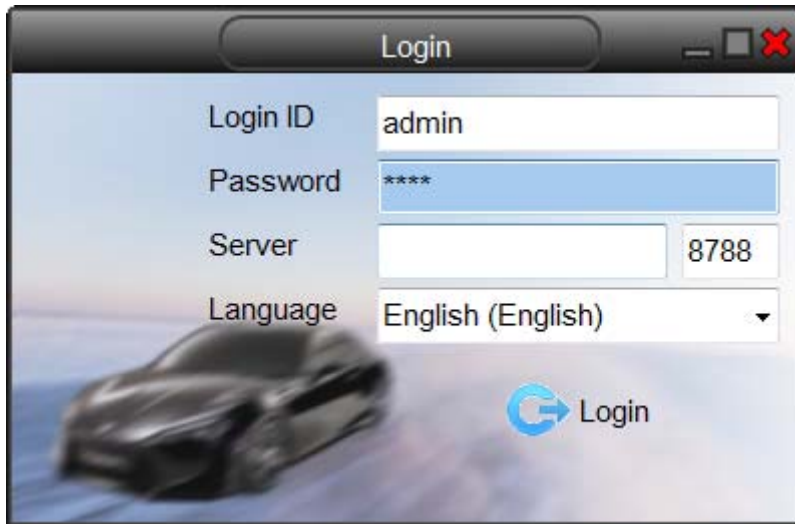 Login
Login ID admin
Password ****
Server 8788
Language English (English)
Login